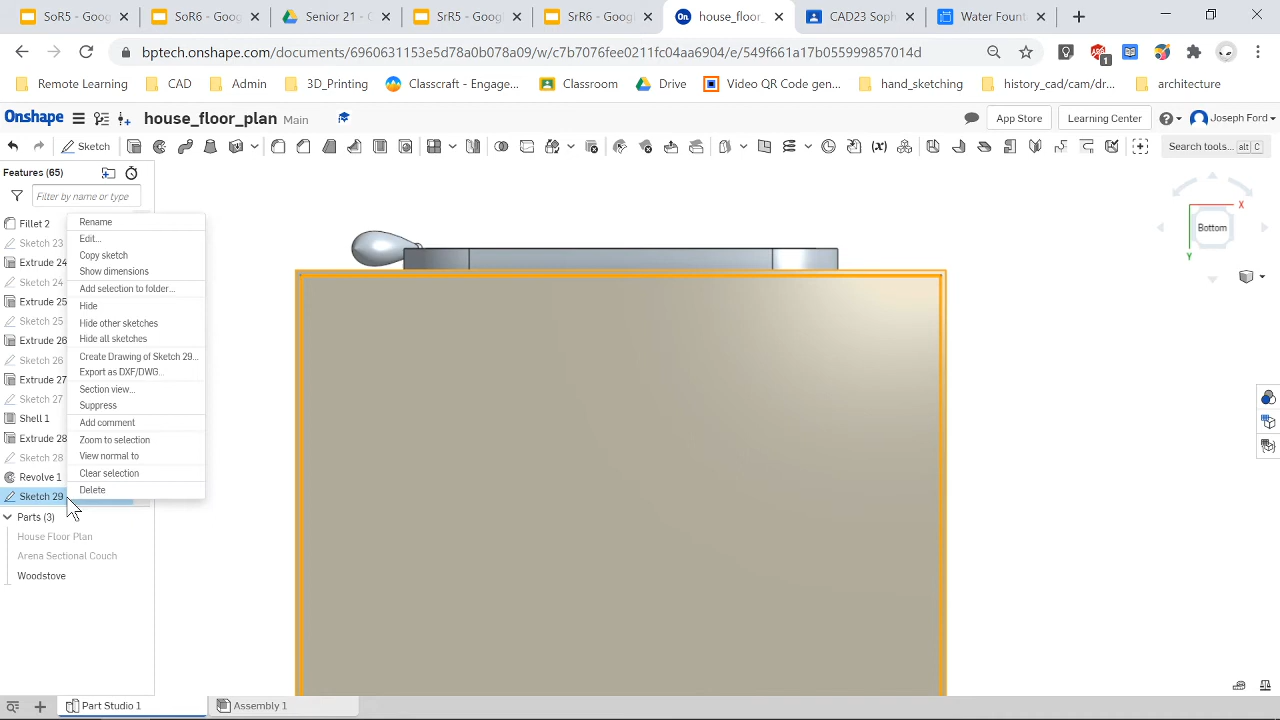 SoR5 - Goog
SoR6 - Goog
Senior 21 - G
SrR5 - Goog
SrR6 - Goog
house_floor_
CAD23| Soph
Water Fount
bptech.onshape.com/documents/6960631153e5d78a0b078a09/w/c7b7076fee0211fc04aa6904/e/549f661a17b055999857014d
1
Remote Learning
CAD
Admin
3D_Printing
Classcraft - Engage...
Classroom
Drive
Video QR Code gen...
hand_sketching
history_cad/cam/dr...
architecture
Onshape
house_floor_plan
Main
App Store
Learning Center
Joseph Ford
Sketch
Search tools...
alt C
Features (65)
Filter by name or type
Fillet 2
Sketch 23
Extrude 24
Sketch 24
Extrude 25
Sketch 25
Extrude 26
Sketch 26
Extrude 27
Sketch 27
Shell 1
Extrude 28
Sketch 28
Revolve 1
Sketch 29
Parts (3)
House Floor Plan
Arena Sectional Couch
Woodstove
Rename
Edit...
Copy sketch
Show dimensions
Add selection to folder...
Hide
Hide other sketches
Hide all sketches
Create Drawing of Sketch 29...
Export as DXF/DWG...
Section view...
Suppress
Add comment
Zoom to selection
View normal to
Clear selection
Delete
X
Bottom
Y
Part Studio 1
Assembly 1